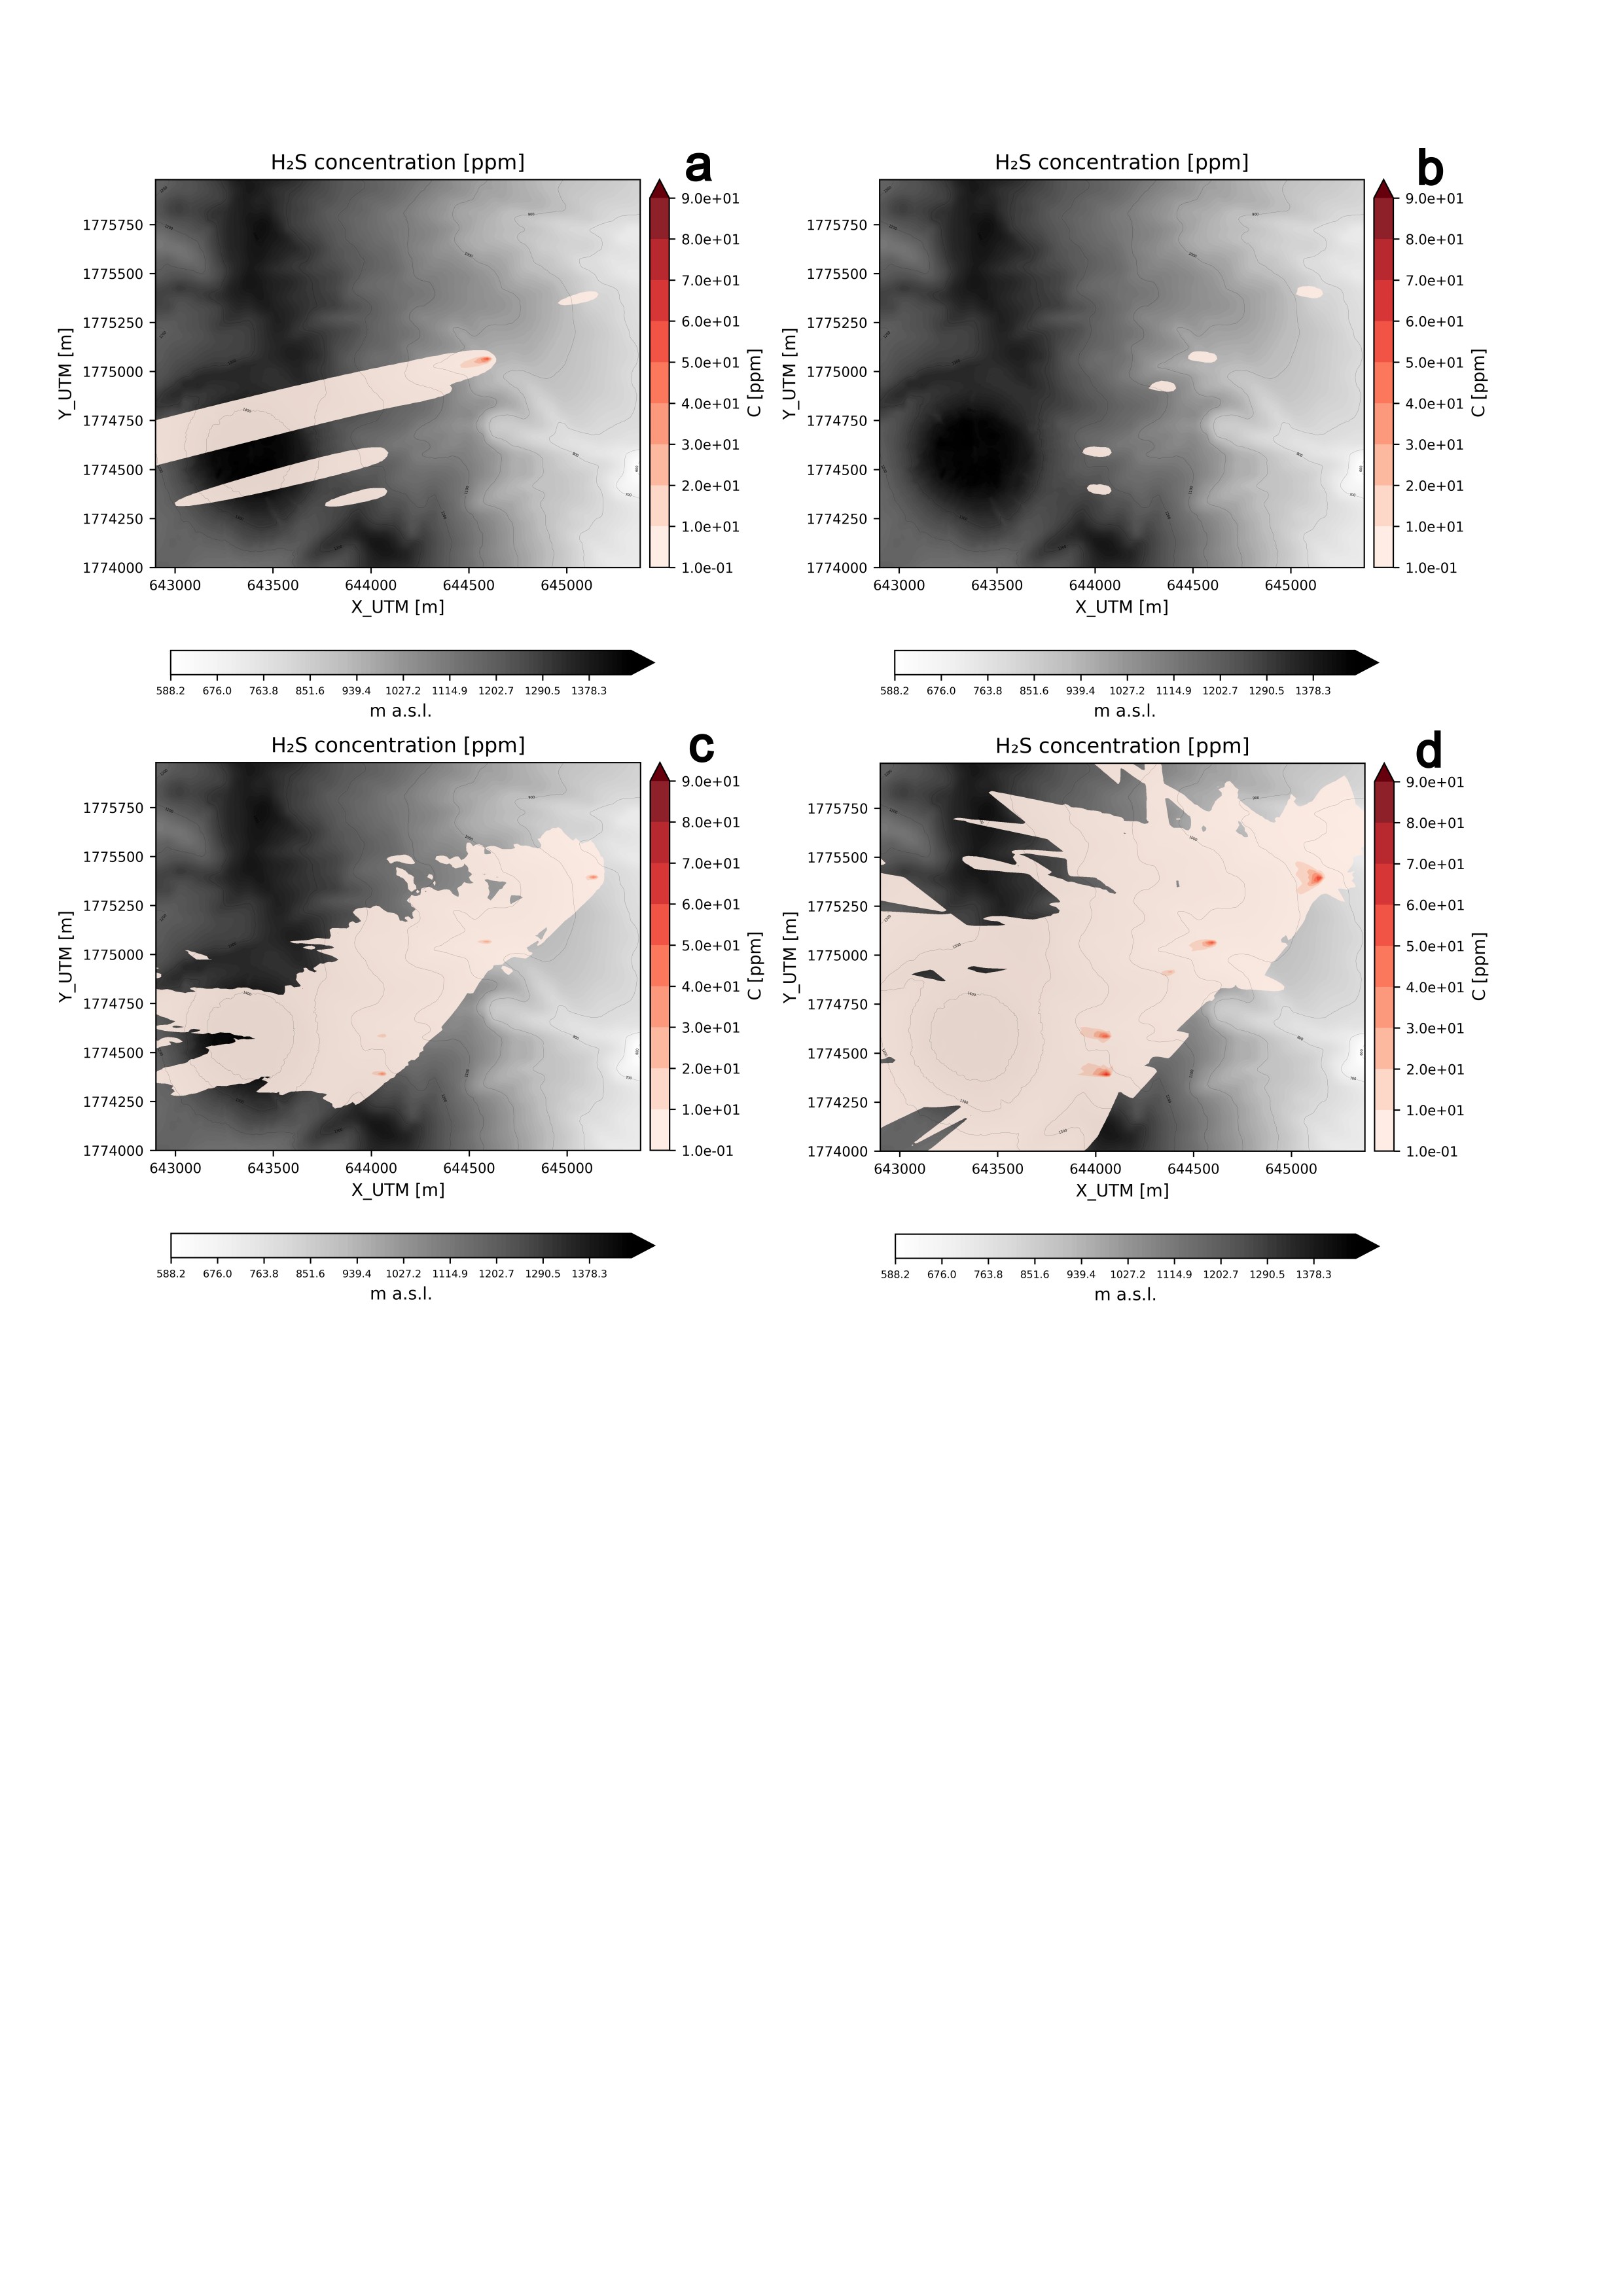 H₂S concentration [ppm]
a
1775750
1775500
1775250
1775000
1774750
1774500
1774250
1774000
Y_UTM [m]
643000 643500 644000 644500 645000
X_UTM [m]
9.0e+01
8.0e+01
7.0e+01
6.0e+01
5.0e+01
4.0e+01
3.0e+01
2.0e+01
1.0e+01
1.0e-01
C [ppm]
588.2 676.0 763.8 851.6 939.4 1027.2 1114.9 1202.7 1290.5 1378.3
m a.s.l.
H₂S concentration [ppm]
b
1775750
1775500
1775250
1775000
1774750
1774500
1774250
1774000
Y_UTM [m]
643000 643500 644000 644500 645000
X_UTM [m]
9.0e+01
8.0e+01
7.0e+01
6.0e+01
5.0e+01
4.0e+01
3.0e+01
2.0e+01
1.0e+01
1.0e-01
C [ppm]
588.2 676.0 763.8 851.6 939.4 1027.2 1114.9 1202.7 1290.5 1378.3
m a.s.l.
H₂S concentration [ppm]
c
1775750
1775500
1775250
1775000
1774750
1774500
1774250
1774000
Y_UTM [m]
643000 643500 644000 644500 645000
X_UTM [m]
9.0e+01
8.0e+01
7.0e+01
6.0e+01
5.0e+01
4.0e+01
3.0e+01
2.0e+01
1.0e+01
1.0e-01
C [ppm]
588.2 676.0 763.8 851.6 939.4 1027.2 1114.9 1202.7 1290.5 1378.3
m a.s.l.
H₂S concentration [ppm]
d
1775750
1775500
1775250
1775000
1774750
1774500
1774250
1774000
Y_UTM [m]
643000 643500 644000 644500 645000
X_UTM [m]
9.0e+01
8.0e+01
7.0e+01
6.0e+01
5.0e+01
4.0e+01
3.0e+01
2.0e+01
1.0e+01
1.0e-01
C [ppm]
588.2 676.0 763.8 851.6 939.4 1027.2 1114.9 1202.7 1290.5 1378.3
m a.s.l.